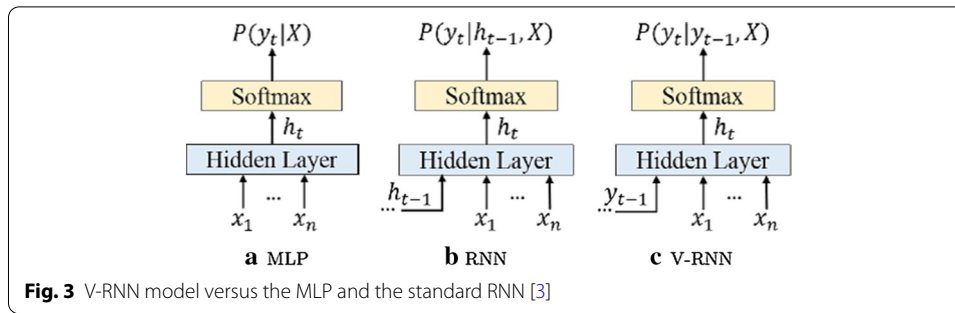 P(y_t|X) P(y_t|h_{t-1}, X) P(y_t|y_{t-1}, X)
Softmax Softmax Softmax
h_t h_t h_t
Hidden Layer Hidden Layer Hidden Layer
... h_{t-1} ... y_{t-1}
x_1 ... x_n x_1 ... x_n x_1 ... x_n
a MLP b RNN c V-RNN
Fig. 3 V-RNN model versus the MLP and the standard RNN [3]